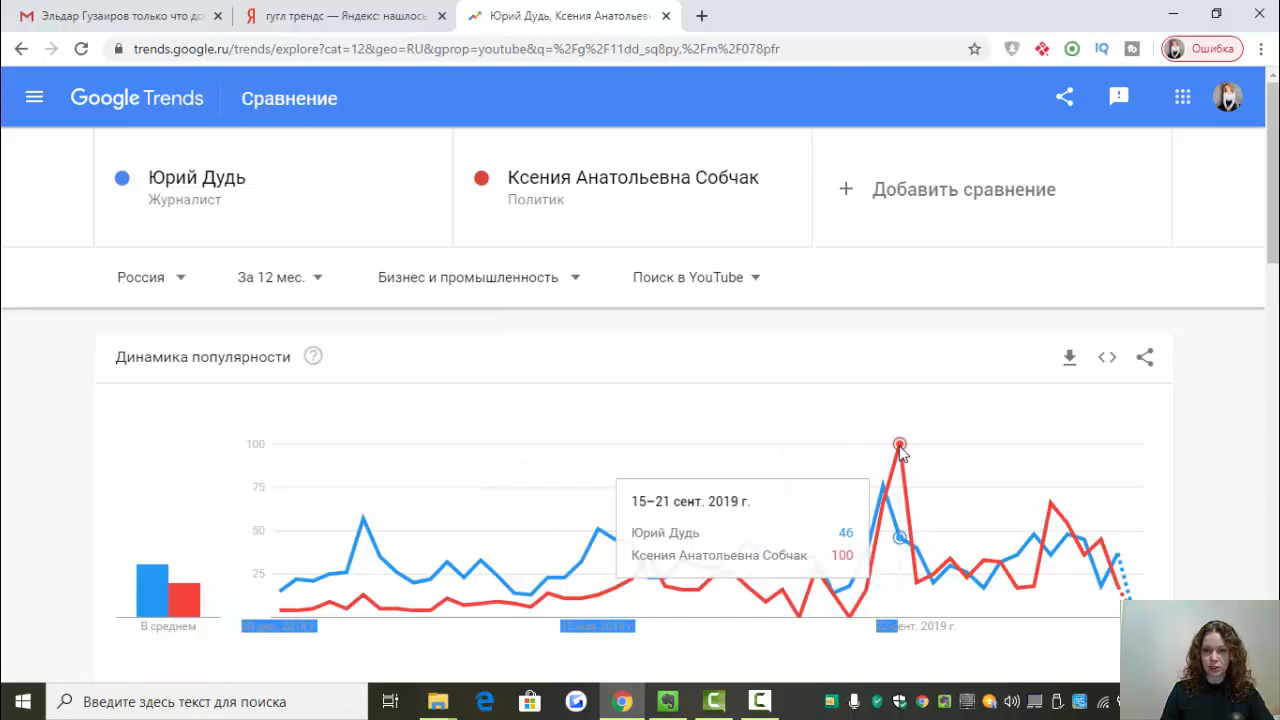 Эльдар Гузаиров только что до
гугл трендс — Яндекс: нашлось
Юрий Дудь, Ксения Анатольевн
trends.google.ru/trends/explore?cat=12&geo=RU&gprop=youtube&q=%2Fg%2F11dd_sq8py,%2Fm%2F078pfr
IQ
Ошибка
Google Trends
Сравнение
Юрий Дудь
Журналист
Ксения Анатольевна Собчак
Политик
+ Добавить сравнение
Россия
За 12 мес.
Бизнес и промышленность
Поиск в YouTube
Динамика популярности
100
75
50
25
15–21 сент. 2019 г.
Юрий Дудь 46
Ксения Анатольевна Собчак 100
В среднем
сент. 2019 г.
Введите здесь текст для поиска